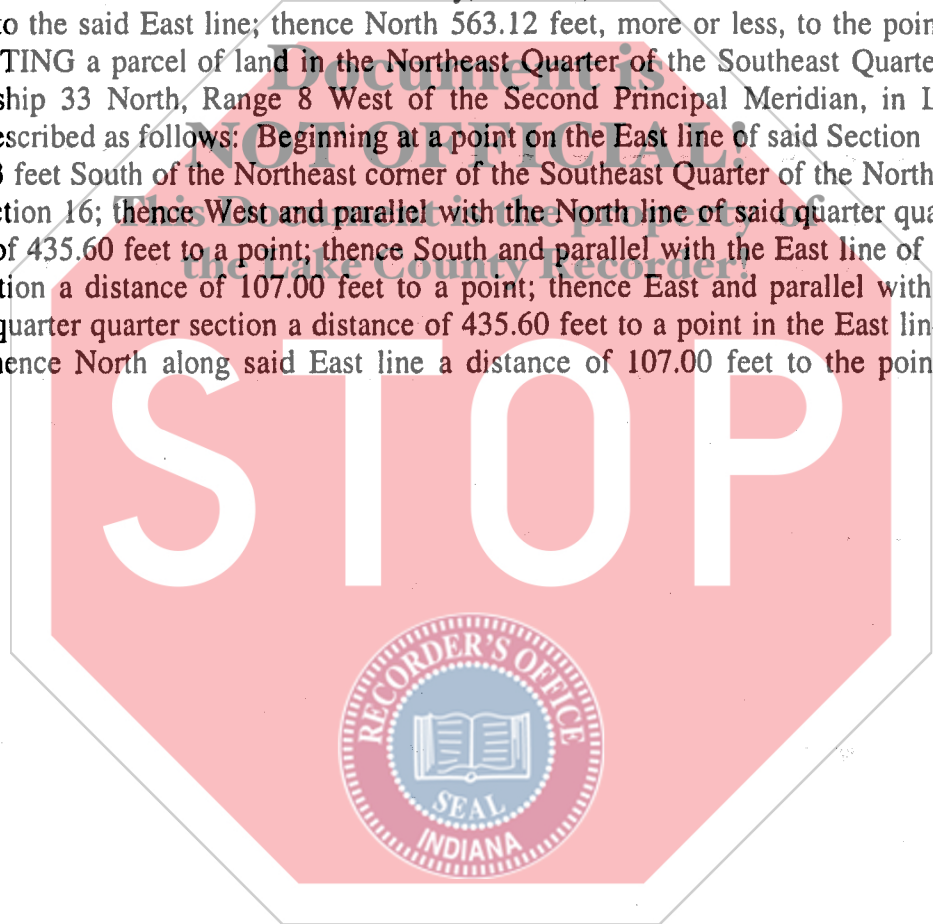 to the said East line; thence North 563.12 feet, more or less, to the poin
TING a parcel of land in the Northeast Quarter of the Southeast Quarte
ship 33 North, Range 8 West of the Second Principal Meridian, in L
escribed as follows: Beginning at a point on the East line of said Section
feet South of the Northeast corner of the Southeast Quarter of the North
ction 16; thence West and parallel with the North line of said quarter qua
of 435.60 feet to a point; thence South and parallel with the East line of
tion a distance of 107.00 feet to a point; thence East and parallel with
quarter quarter section a distance of 435.60 feet to a point in the East lin
ence North along said East line a distance of 107.00 feet to the poin
Document is
NOT OFFICIAL!
This Document is the property of
the Lake County Recorder!
STOP
RECORDER'S OFFICE
SEAL
INDIANA